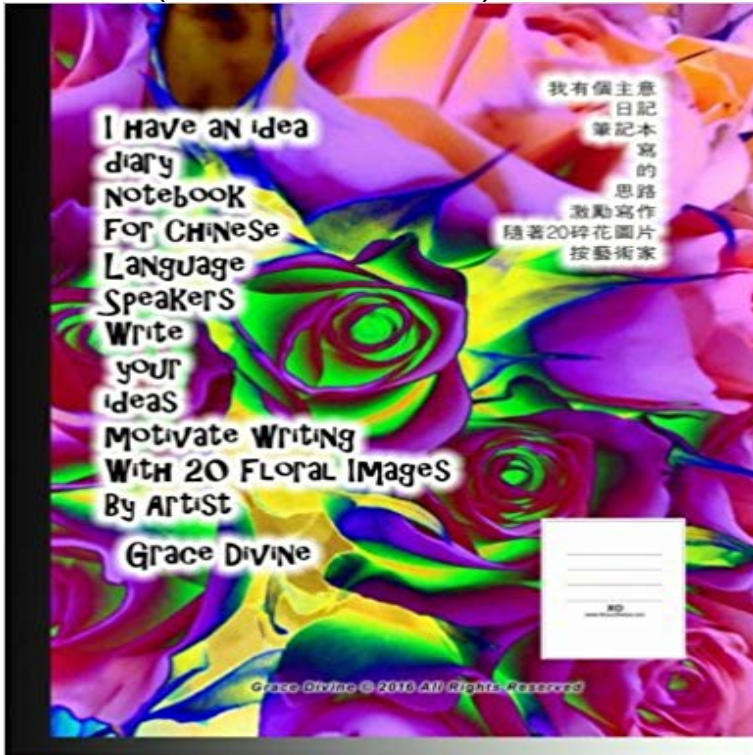 I Have an idea
diary
Notebook
For Chinese
Language
Speakers
Write
your
ideas
Motivate Writing
With 20 Floral Images
By Artist
Grace Divine
我有個主意
日記
筆記本
寫
的
思路
激勵寫作
隨著20碎花圖片
按藝術家
XO
Grace Divine © 2016 All Rights Reserved